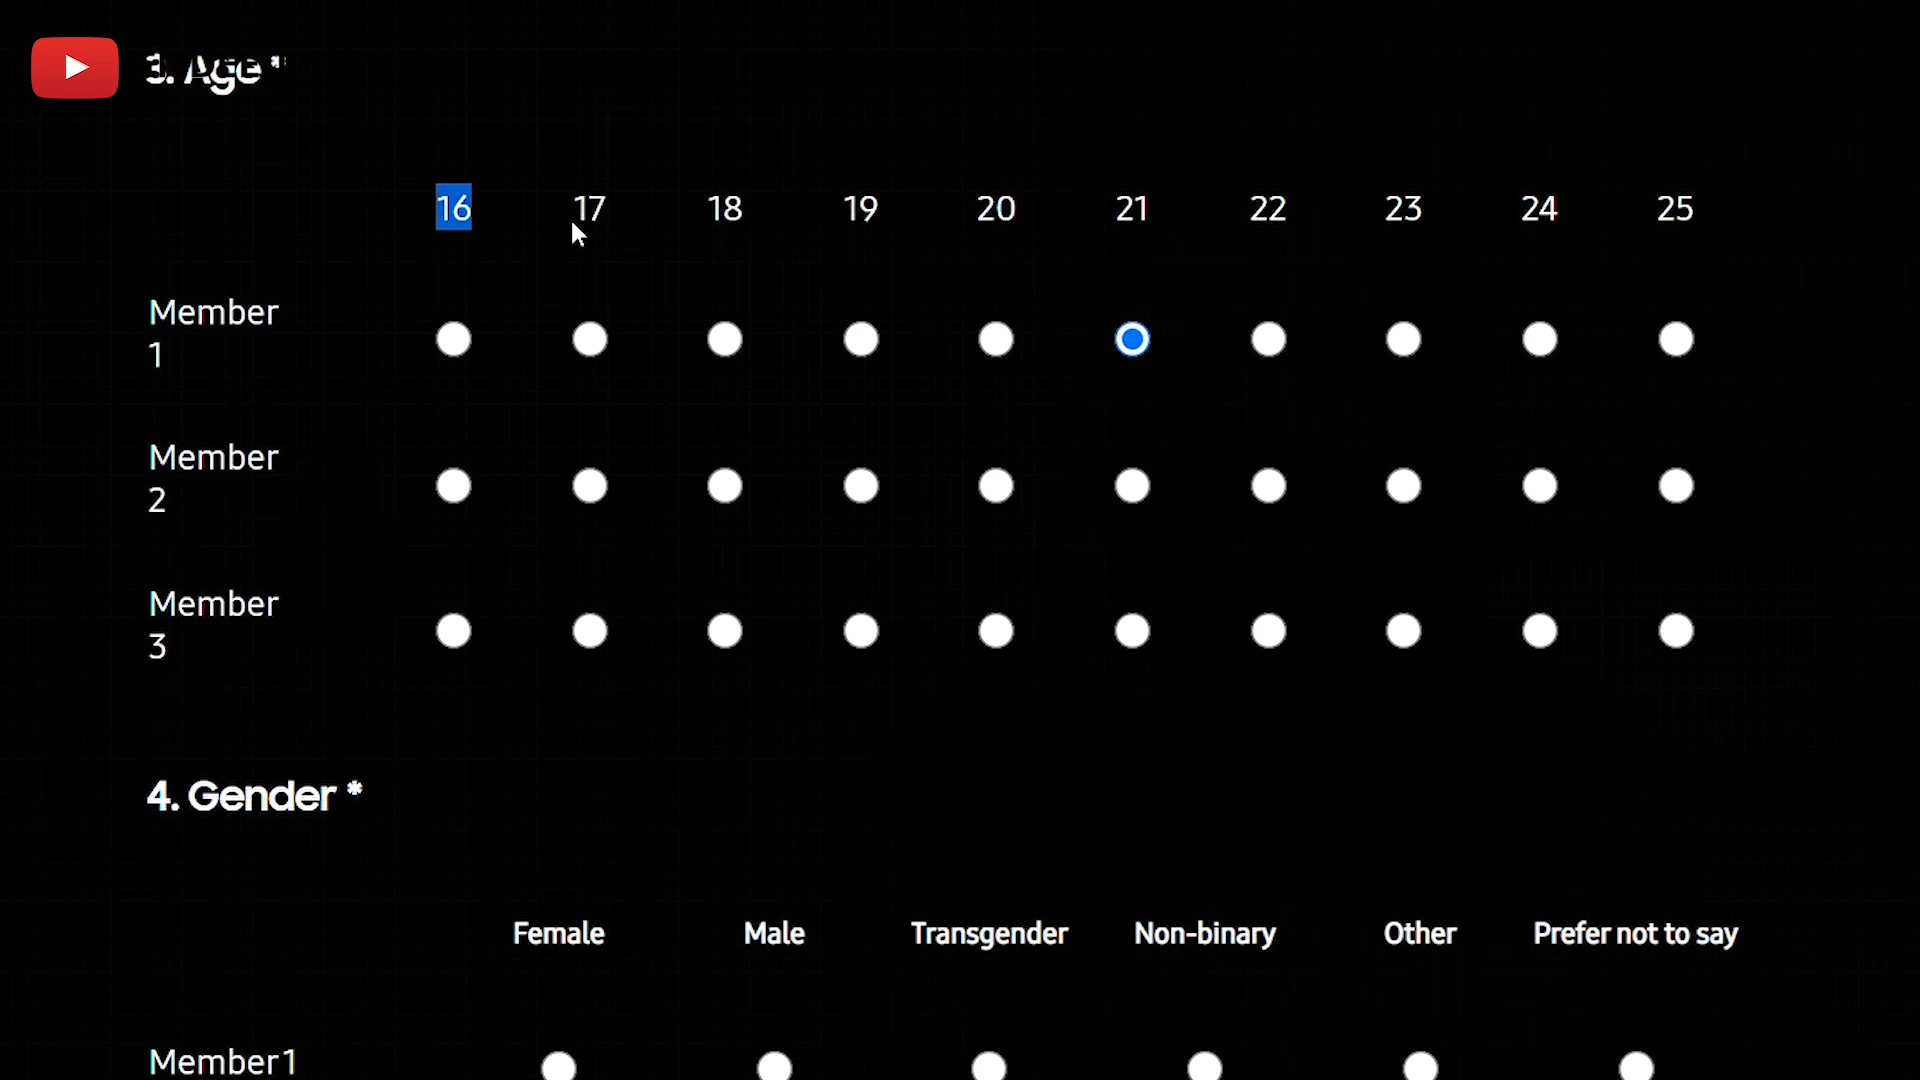 3. Age *
16 17 18 19 20 21 22 23 24 25
Member
1
Member
2
Member
3
4. Gender *
Female Male Transgender Non-binary Other Prefer not to say
Member1